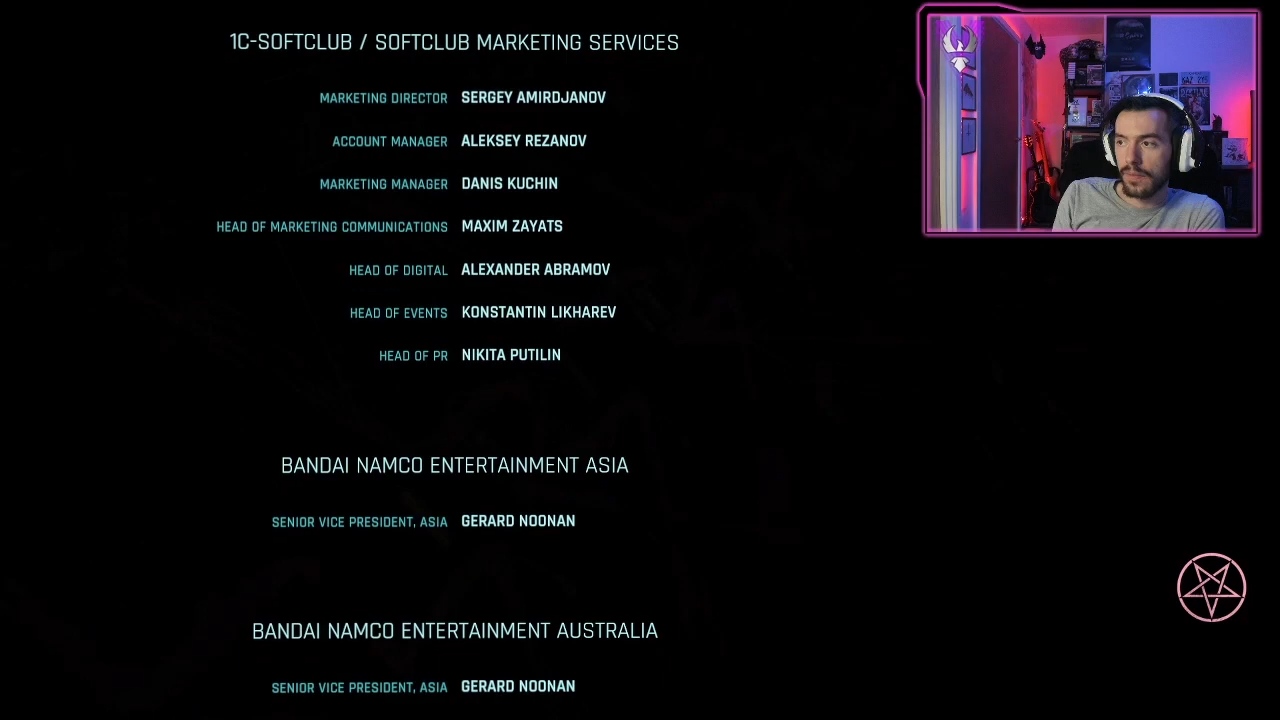 1C-SOFTCLUB / SOFTCLUB MARKETING SERVICES
MARKETING DIRECTOR SERGEY AMIRDJANOV
ACCOUNT MANAGER ALEKSEY REZANOV
MARKETING MANAGER DANIS KUCHIN
HEAD OF MARKETING COMMUNICATIONS MAXIM ZAYATS
HEAD OF DIGITAL ALEXANDER ABRAMOV
HEAD OF EVENTS KONSTANTIN LIKHAREV
HEAD OF PR NIKITA PUTILIN
BANDAI NAMCO ENTERTAINMENT ASIA
SENIOR VICE PRESIDENT, ASIA GERARD NOONAN
BANDAI NAMCO ENTERTAINMENT AUSTRALIA
SENIOR VICE PRESIDENT, ASIA GERARD NOONAN